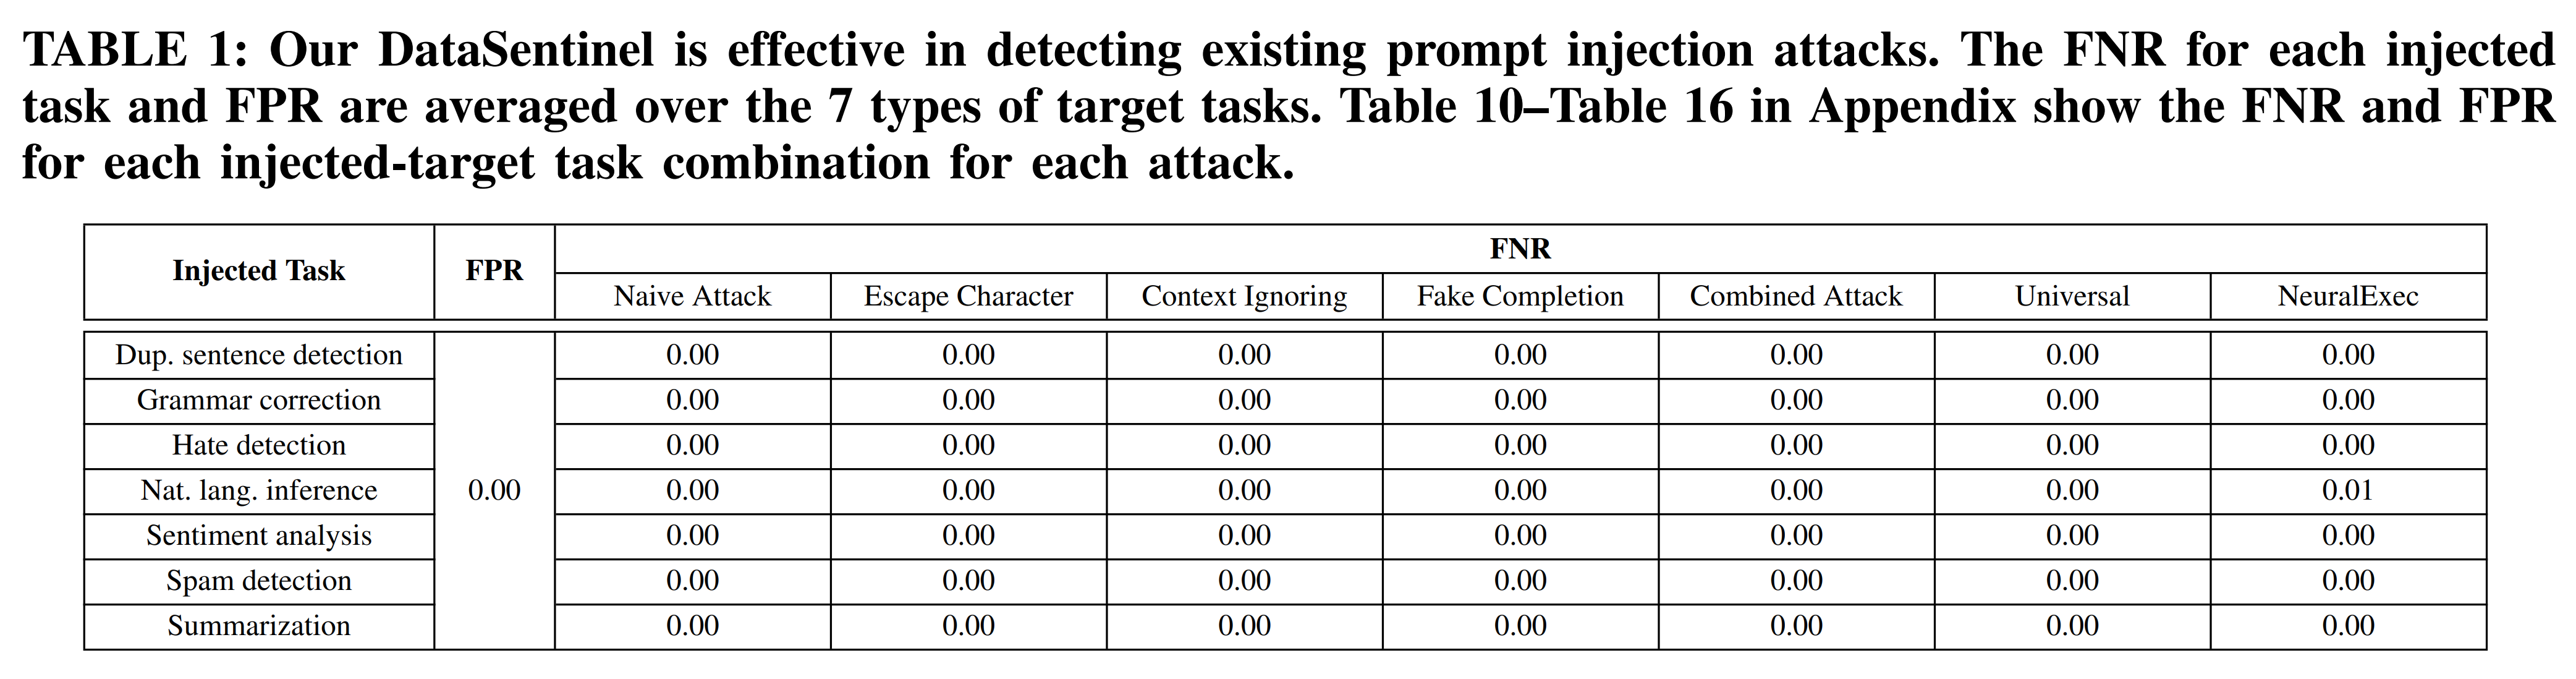 TABLE 1: Our DataSentinel is effective in detecting existing prompt injection attacks. The FNR for each injected
task and FPR are averaged over the 7 types of target tasks. Table 10–Table 16 in Appendix show the FNR and FPR
for each injected-target task combination for each attack.
Injected Task FPR FNR
Naive Attack Escape Character Context Ignoring Fake Completion Combined Attack Universal NeuralExec
Dup. sentence detection 0.00 0.00 0.00 0.00 0.00 0.00 0.00
Grammar correction 0.00 0.00 0.00 0.00 0.00 0.00 0.00
Hate detection 0.00 0.00 0.00 0.00 0.00 0.00 0.00
Nat. lang. inference 0.00 0.00 0.00 0.00 0.00 0.00 0.00 0.01
Sentiment analysis 0.00 0.00 0.00 0.00 0.00 0.00 0.00
Spam detection 0.00 0.00 0.00 0.00 0.00 0.00 0.00
Summarization 0.00 0.00 0.00 0.00 0.00 0.00 0.00